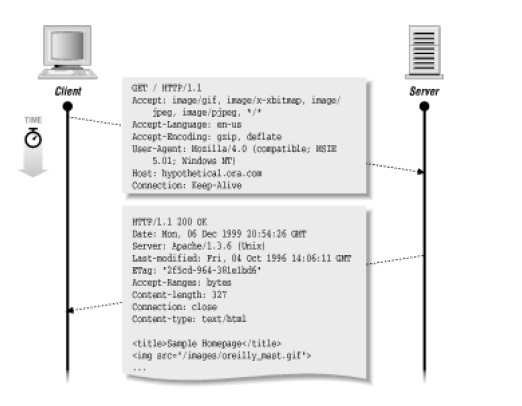 Client
Server
TIME
GET / HTTP/1.1
Accept: image/gif, image/x-xbitmap, image/
jpeg, image/pjpeg, */*
Accept-Language: en-us
Accept-Encoding: gzip, deflate
User-Agent: Mozilla/4.0 (compatible; MSIE
5.01; Windows NT)
Host: hypothetical.ora.com
Connection: Keep-Alive
HTTP/1.1 200 OK
Date: Mon, 06 Dec 1999 20:54:26 GMT
Server: Apache/1.3.6 (Unix)
Last-modified: Fri, 04 Oct 1996 14:06:11 GMT
ETag: "2f5cd-964-381e1bd6"
Accept-Ranges: bytes
Content-length: 327
Connection: close
Content-type: text/html
<title>Sample Homepage</title>
<img src="/images/oreilly_mast.gif">
...